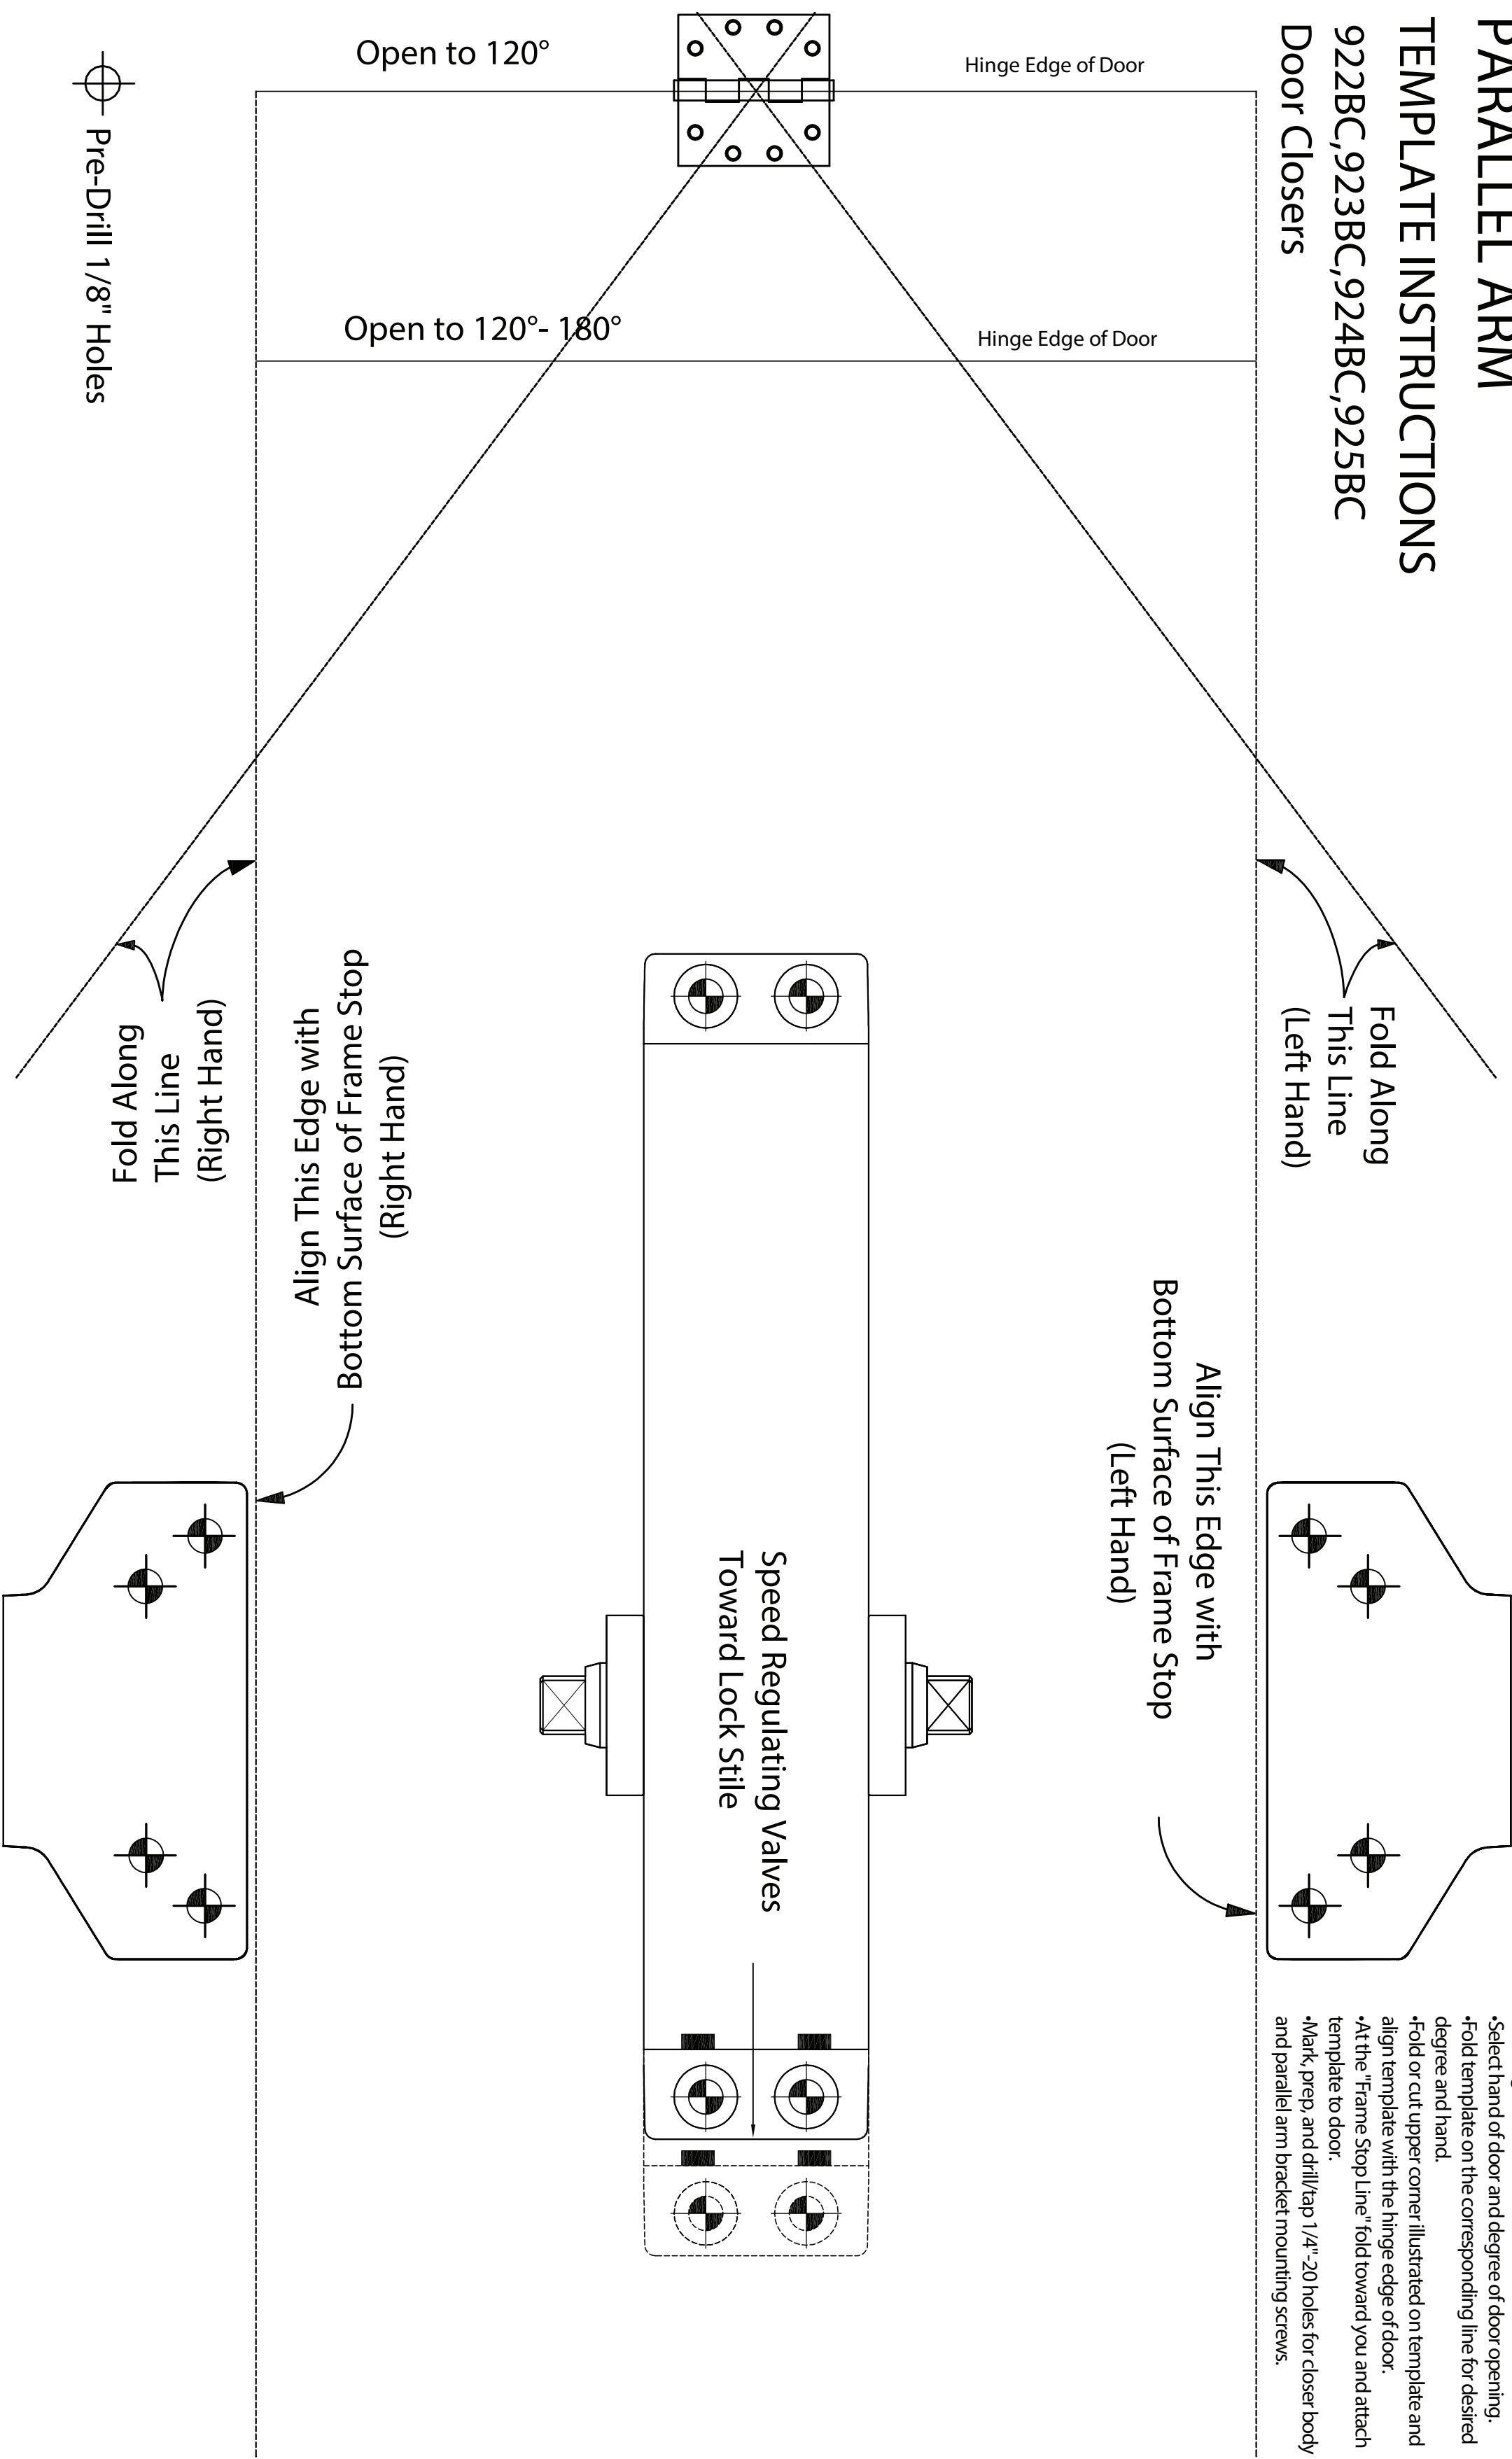 PARALLEL ARM
TEMPLATE INSTRUCTIONS
922BC,923BC,924BC,925BC
Door Closers
•Select hand of door and degree of door opening.
•Fold template on the corresponding line for desired
degree and hand.
•Fold or cut upper corner illustrated on template and
align template with the hinge edge of door.
•At the "Frame Stop Line" fold toward you and attach
template to door.
•Mark, prep, and drill/tap 1/4"-20 holes for closer body
and parallel arm bracket mounting screws.
Open to 120°
Hinge Edge of Door
Open to 120°- 180°
Hinge Edge of Door
Fold Along
This Line
(Left Hand)
Align This Edge with
Bottom Surface of Frame Stop
(Left Hand)
Speed Regulating Valves
Toward Lock Stile
(Right Hand)
Bottom Surface of Frame Stop
Align This Edge with
(Right Hand)
This Line
Fold Along
Pre-Drill 1/8" Holes